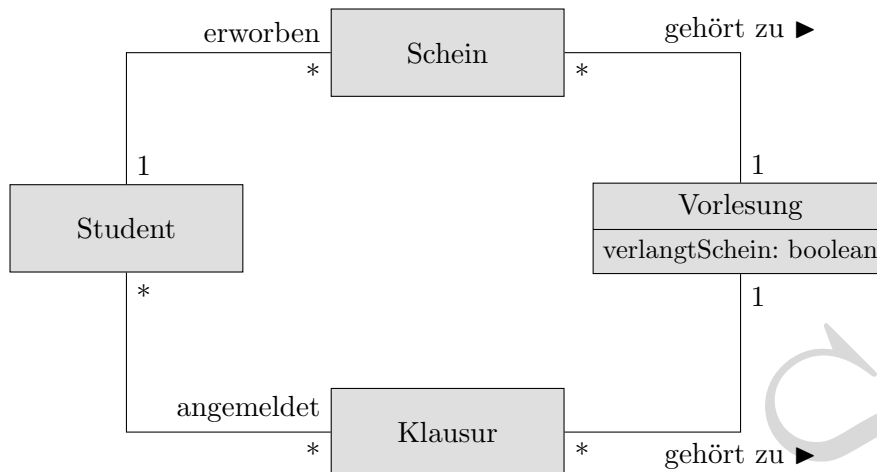 erworben
Schein
gehört zu ►
*
*
1
1
Student
Vorlesung
verlangtSchein: boolean
*
1
angemeldet
Klausur
*
*
gehört zu ►